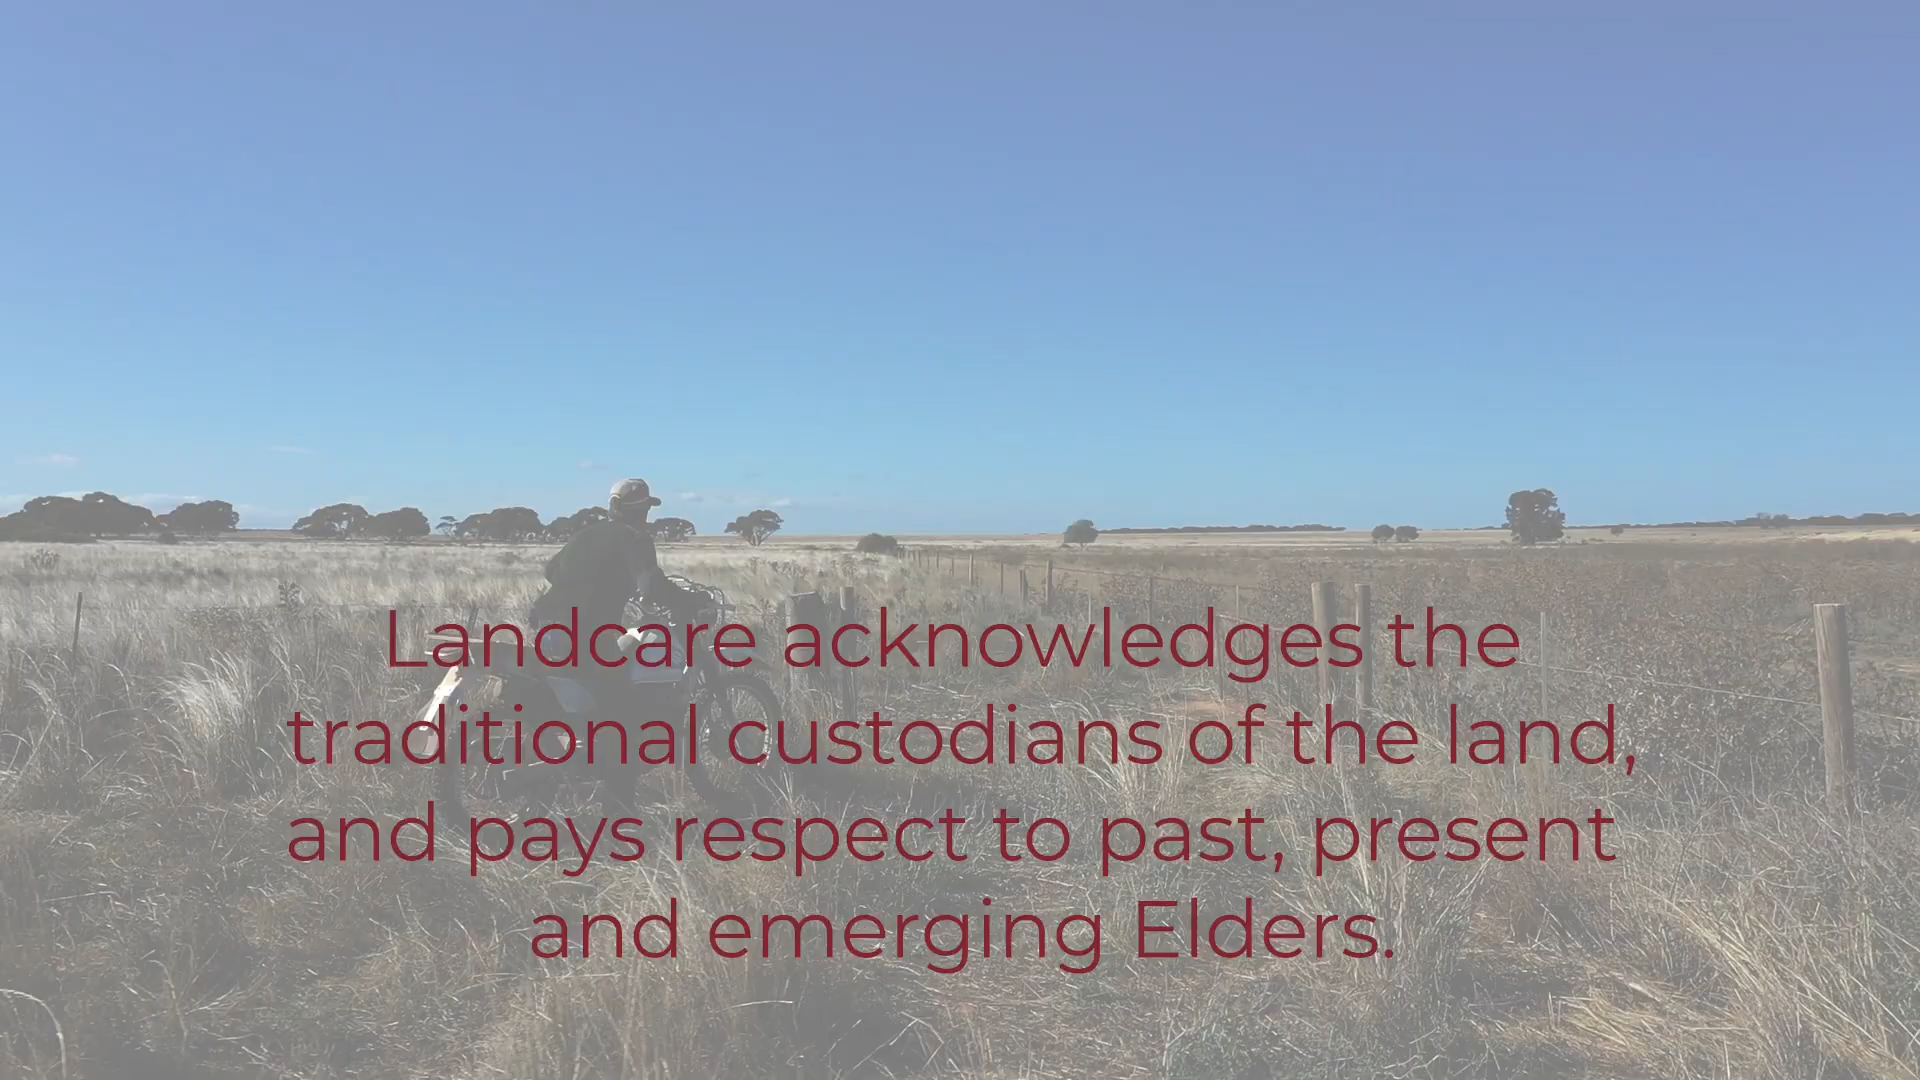 Landcare acknowledges the
traditional custodians of the land,
and pays respect to past, present
and emerging Elders.